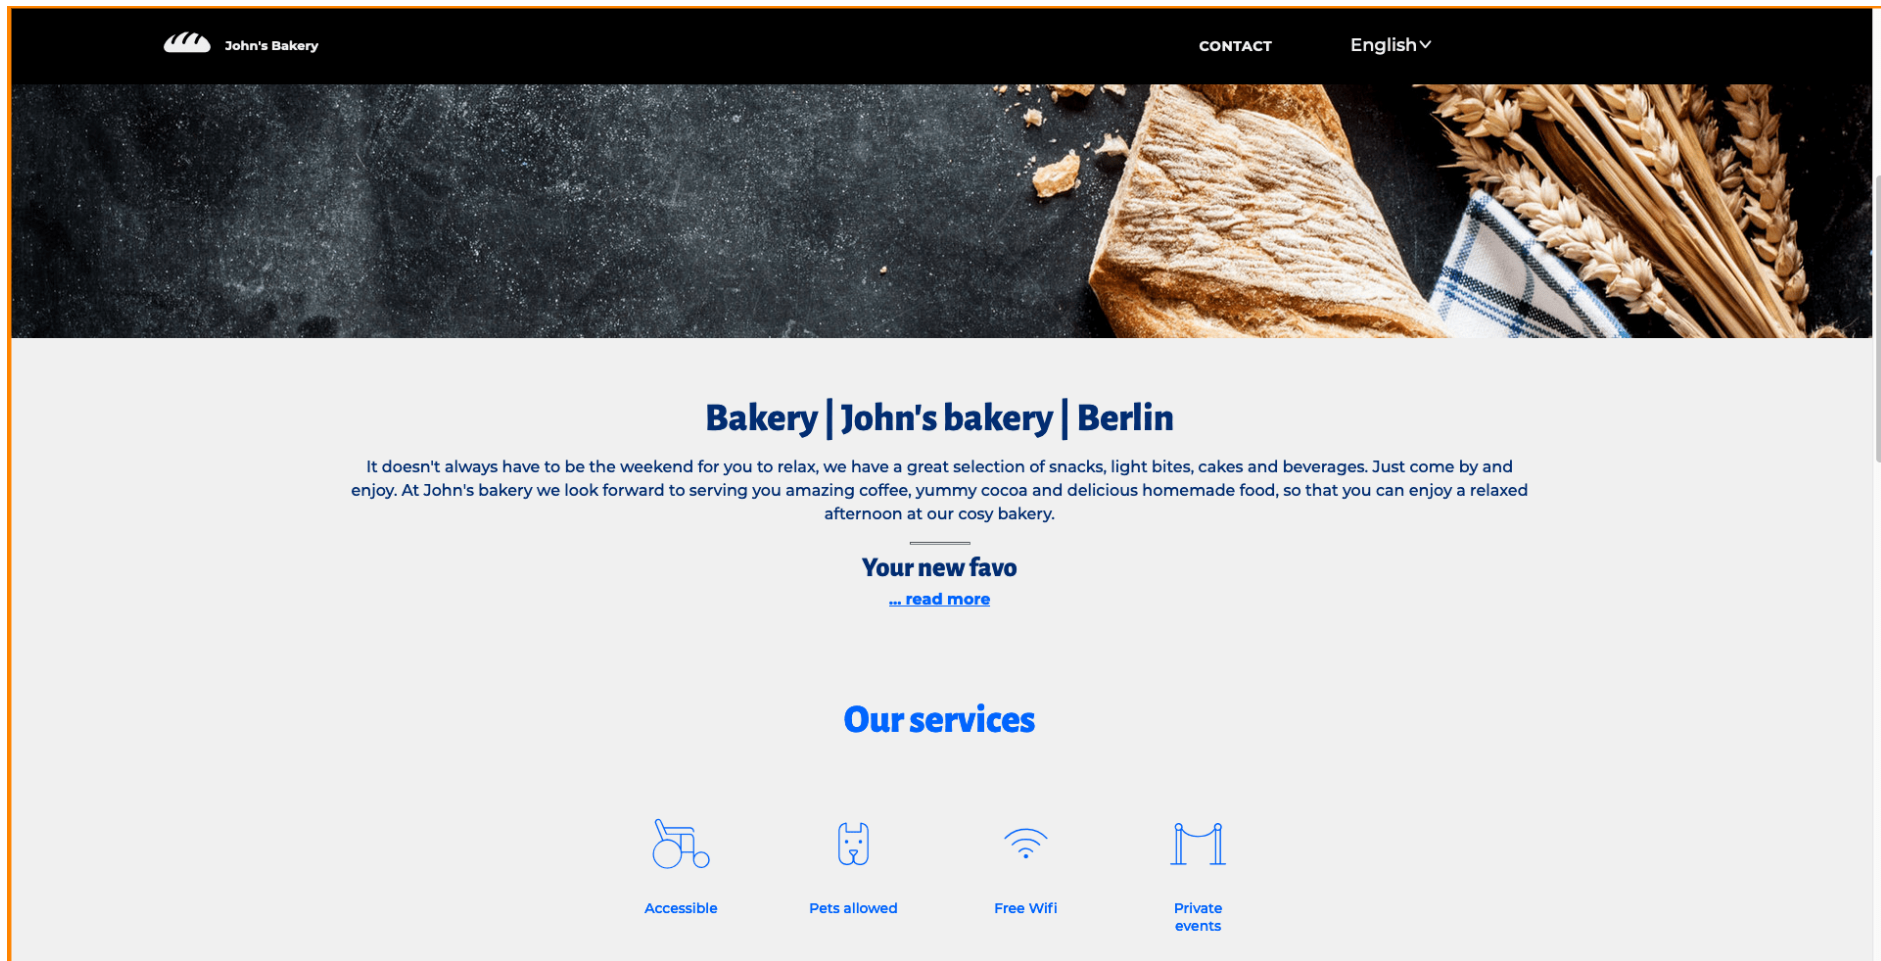 John's Bakery
CONTACT
English
Bakery | John's bakery | Berlin
It doesn't always have to be the weekend for you to relax, we have a great selection of snacks, light bites, cakes and beverages. Just come by and
enjoy. At John's bakery we look forward to serving you amazing coffee, yummy cocoa and delicious homemade food, so that you can enjoy a relaxed
afternoon at our cosy bakery.
Your new favo
... read more
Our services
Accessible
Pets allowed
Free Wifi
Private
events